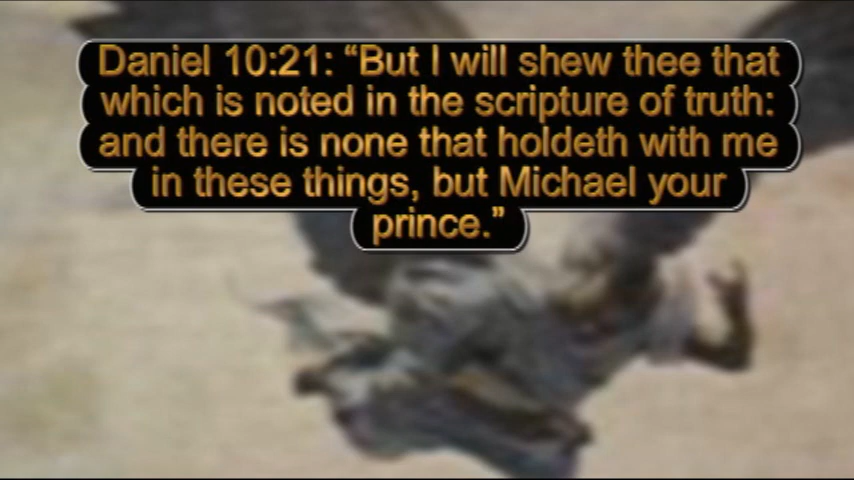 Daniel 10:21: “But I will shew thee that
which is noted in the scripture of truth:
and there is none that holdeth with me
in these things, but Michael your
prince.”